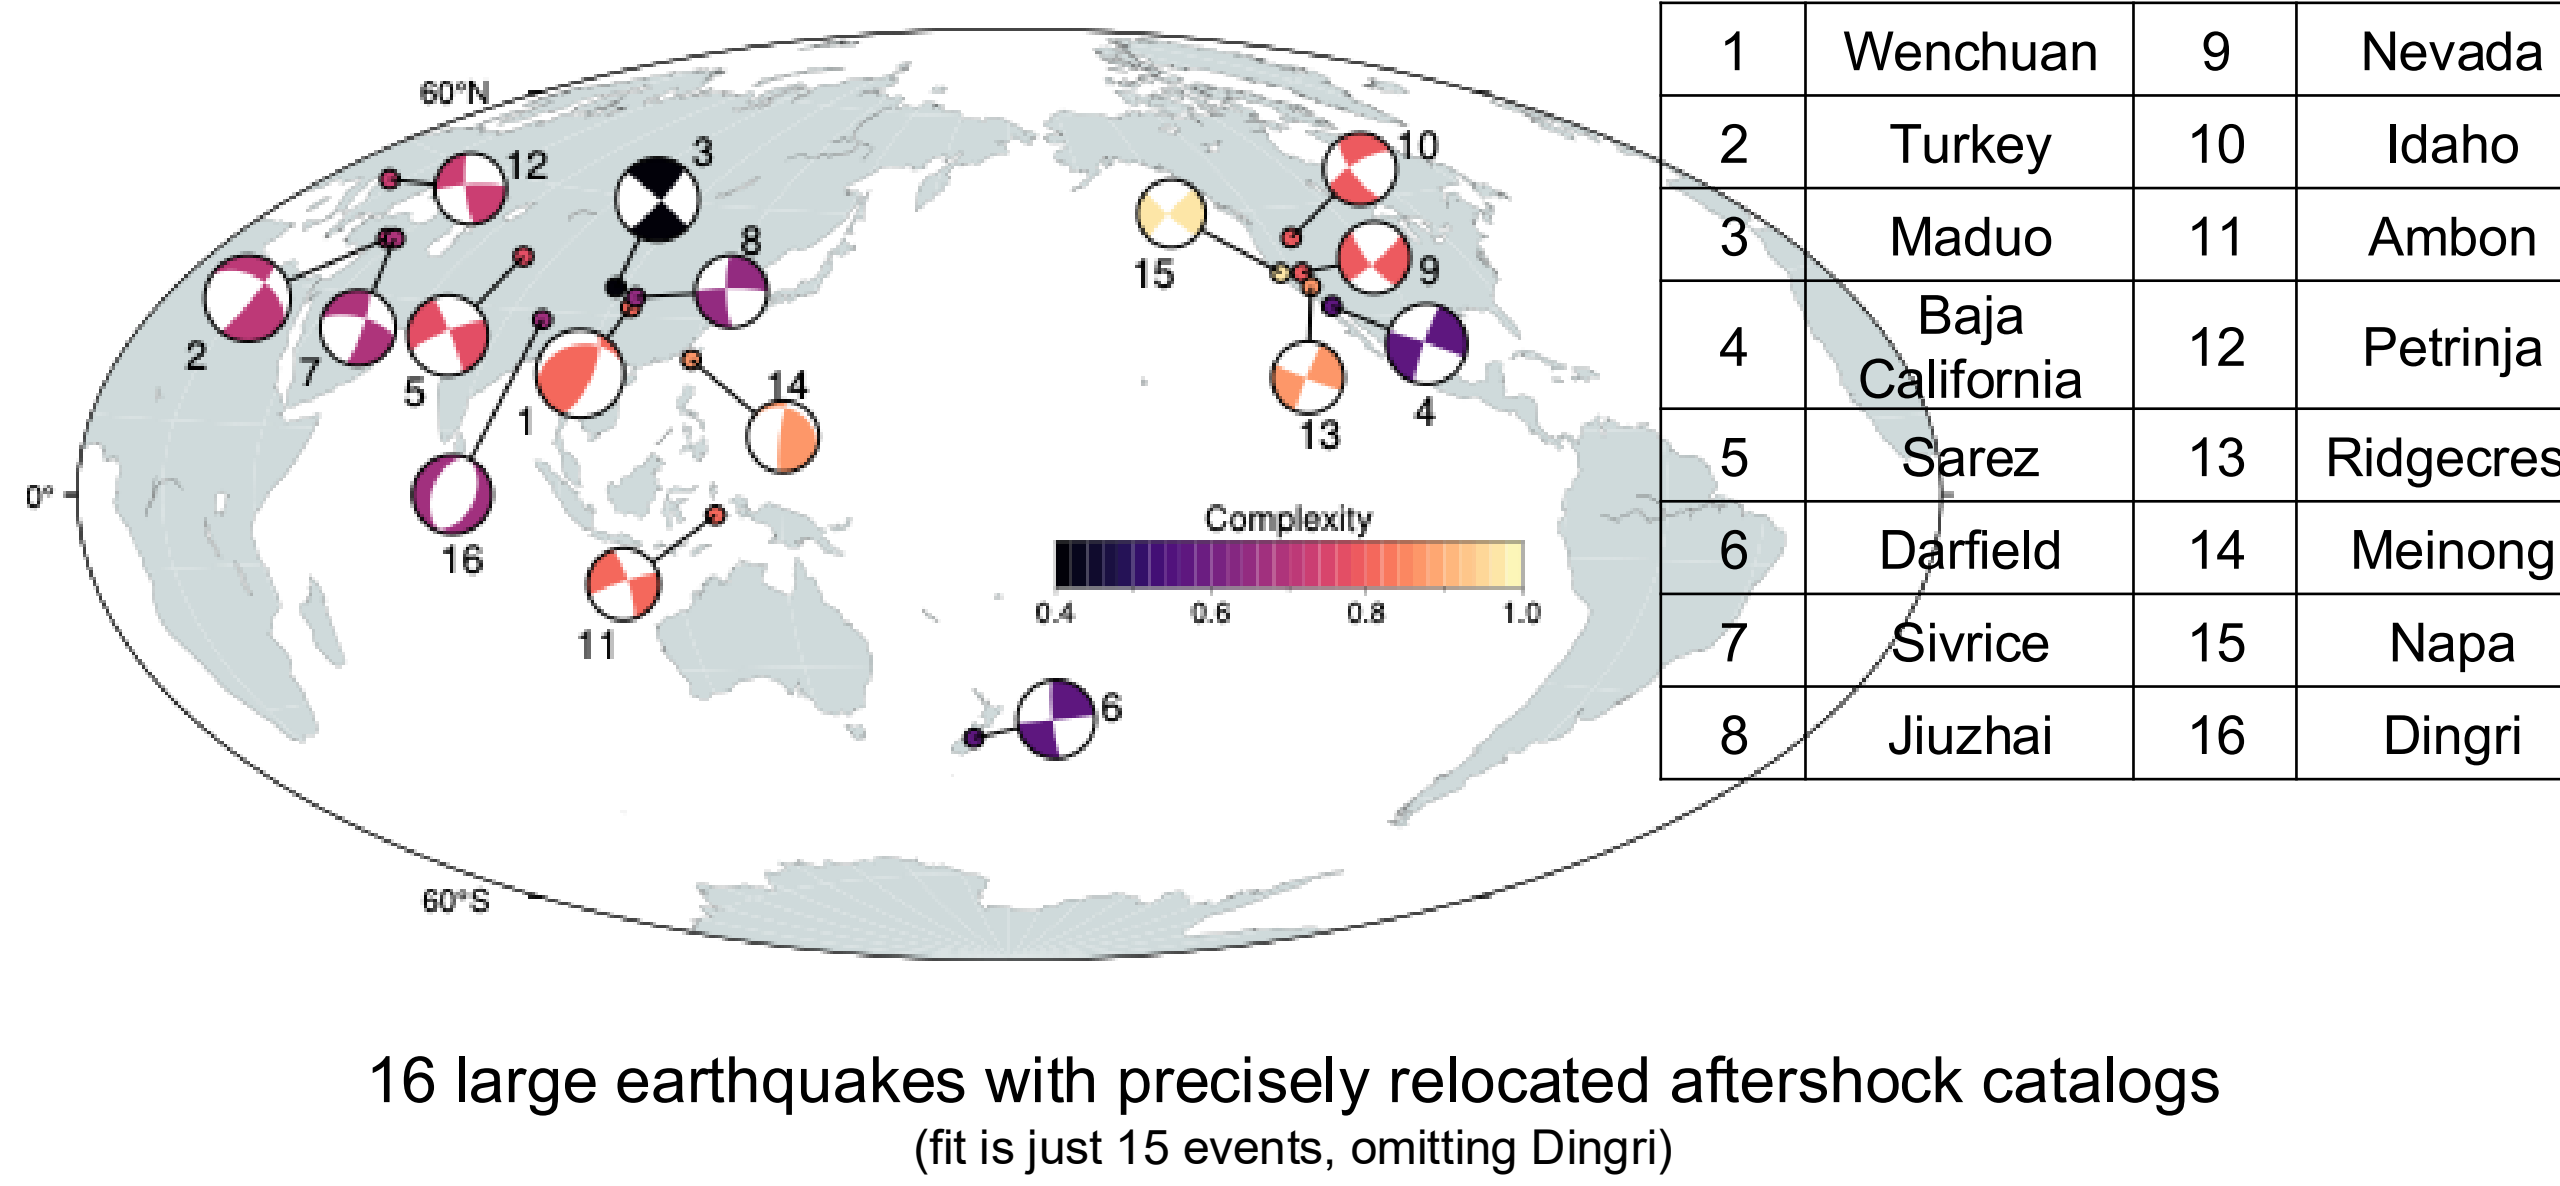 60°N
12
3
10
8
15
9
2
7
5
1
14
13
4
0°
16
Complexity
0.4 0.6 0.8 1.0
11
6
60°S
1 Wenchuan 9 Nevada
2 Turkey 10 Idaho
3 Maduo 11 Ambon
4 Baja California 12 Petrinja
5 Sarez 13 Ridgecres
6 Darfield 14 Meinong
7 Sivrice 15 Napa
8 Jiuzhai 16 Dingri
16 large earthquakes with precisely relocated aftershock catalogs
(fit is just 15 events, omitting Dingri)